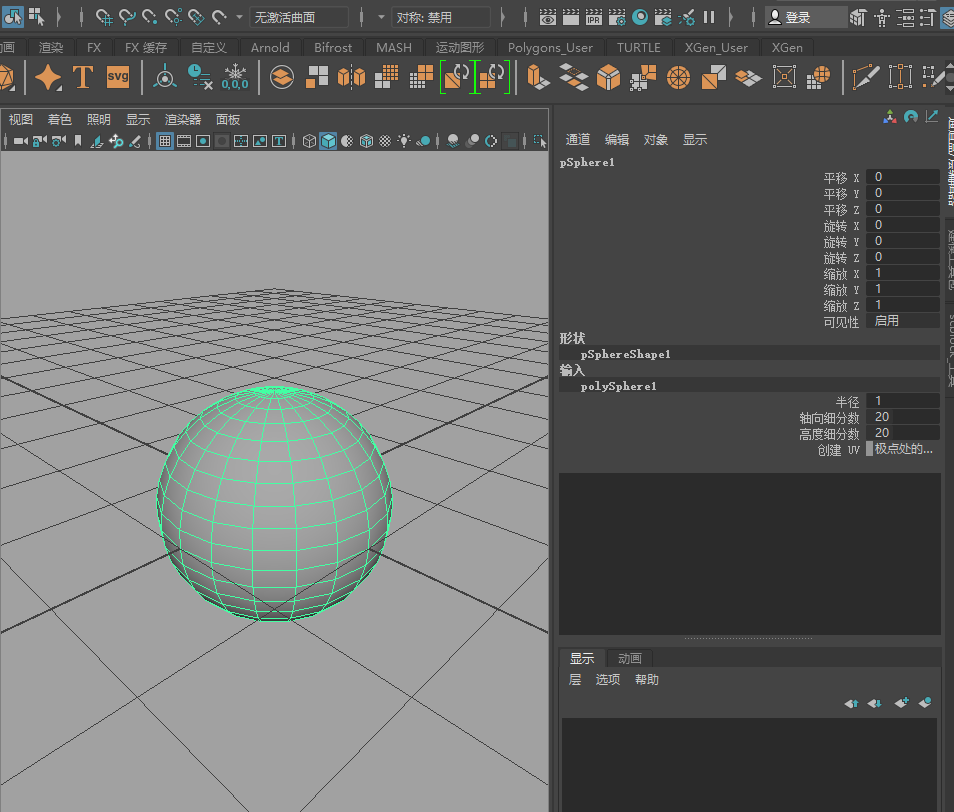 无激活曲面 对称: 禁用 IPR 登录
画 渲染 FX FX 缓存 自定义 Arnold Bifrost MASH 运动图形 Polygons_User TURTLE XGen_User XGen
T svg 0,0,0
视图 着色 照明 显示 渲染器 面板
通道 编辑 对象 显示
pSphere1
平移 X 0
平移 Y 0
平移 Z 0
旋转 X 0
旋转 Y 0
旋转 Z 0
缩放 X 1
缩放 Y 1
缩放 Z 1
可见性 启用
形状
pSphereShape1
输入
polySphere1
半径 1
轴向细分数 20
高度细分数 20
创建 UV 极点处的...
显示 动画
层 选项 帮助